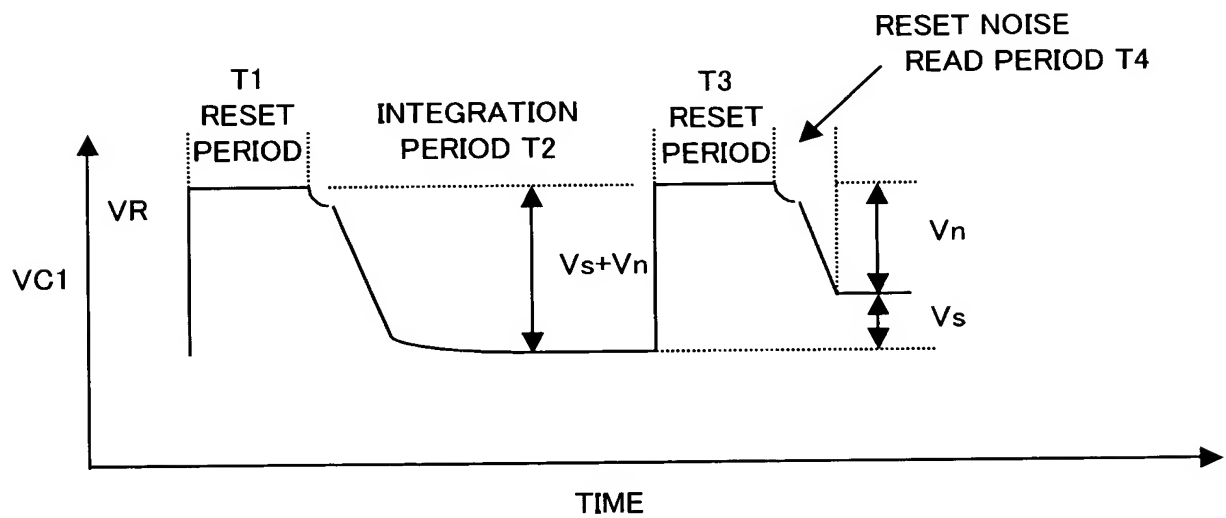 RESET NOISE
READ PERIOD T4
T1
RESET
PERIOD
INTEGRATION
PERIOD T2
T3
RESET
PERIOD
VR
VC1
Vs+Vn
Vn
Vs
TIME